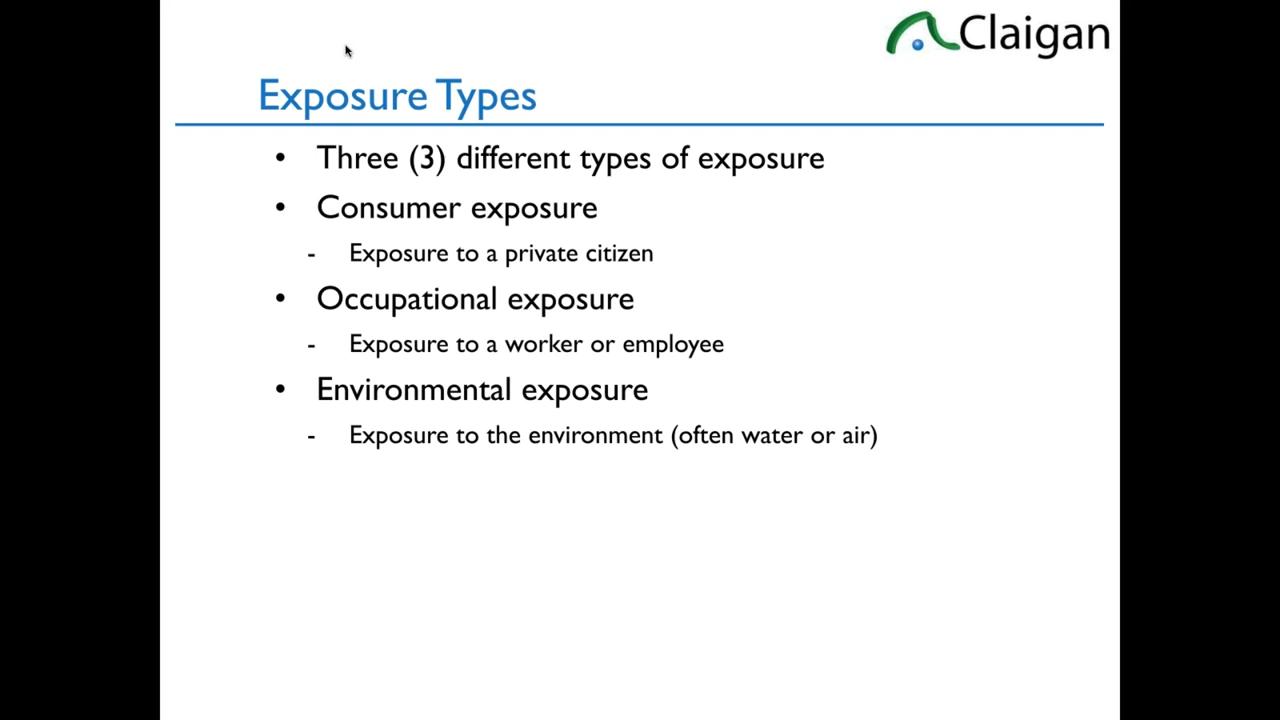 Claigan
Exposure Types
• Three (3) different types of exposure
• Consumer exposure
- Exposure to a private citizen
• Occupational exposure
- Exposure to a worker or employee
• Environmental exposure
- Exposure to the environment (often water or air)